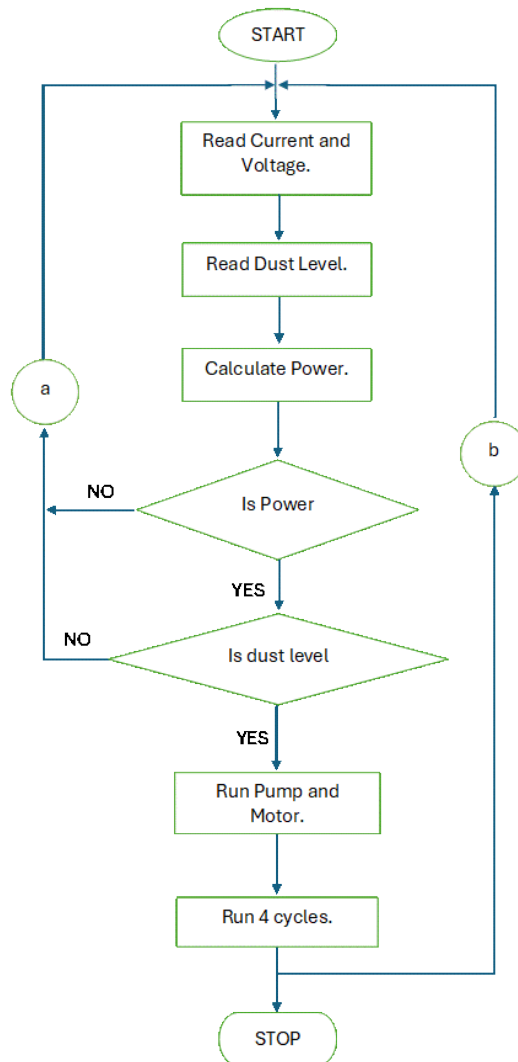 START
Read Current and
Voltage.
Read Dust Level.
Calculate Power.
a
b
Is Power
NO
YES
Is dust level
NO
YES
Run Pump and
Motor.
Run 4 cycles.
STOP